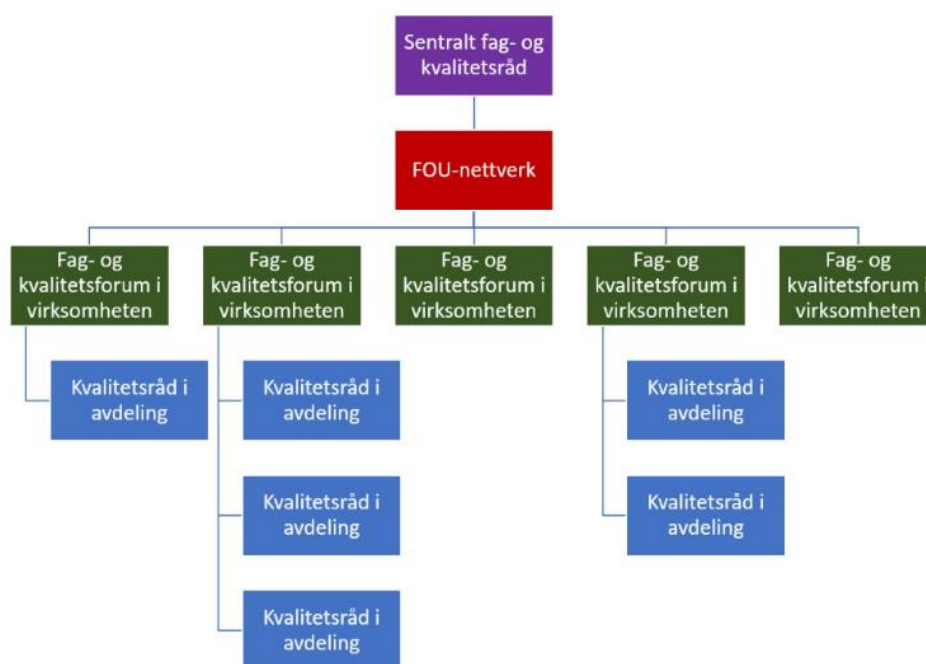 Sentralt fag- og
kvalitetsråd
FOU-nettverk
Fag- og
kvalitetsforum i
virksomheten
Fag- og
kvalitetsforum i
virksomheten
Fag- og
kvalitetsforum i
virksomheten
Fag- og
kvalitetsforum i
virksomheten
Fag- og
kvalitetsforum i
virksomheten
Kvalitetsråd i
avdeling
Kvalitetsråd i
avdeling
Kvalitetsråd i
avdeling
Kvalitetsråd i
avdeling
Kvalitetsråd i
avdeling
Kvalitetsråd i
avdeling